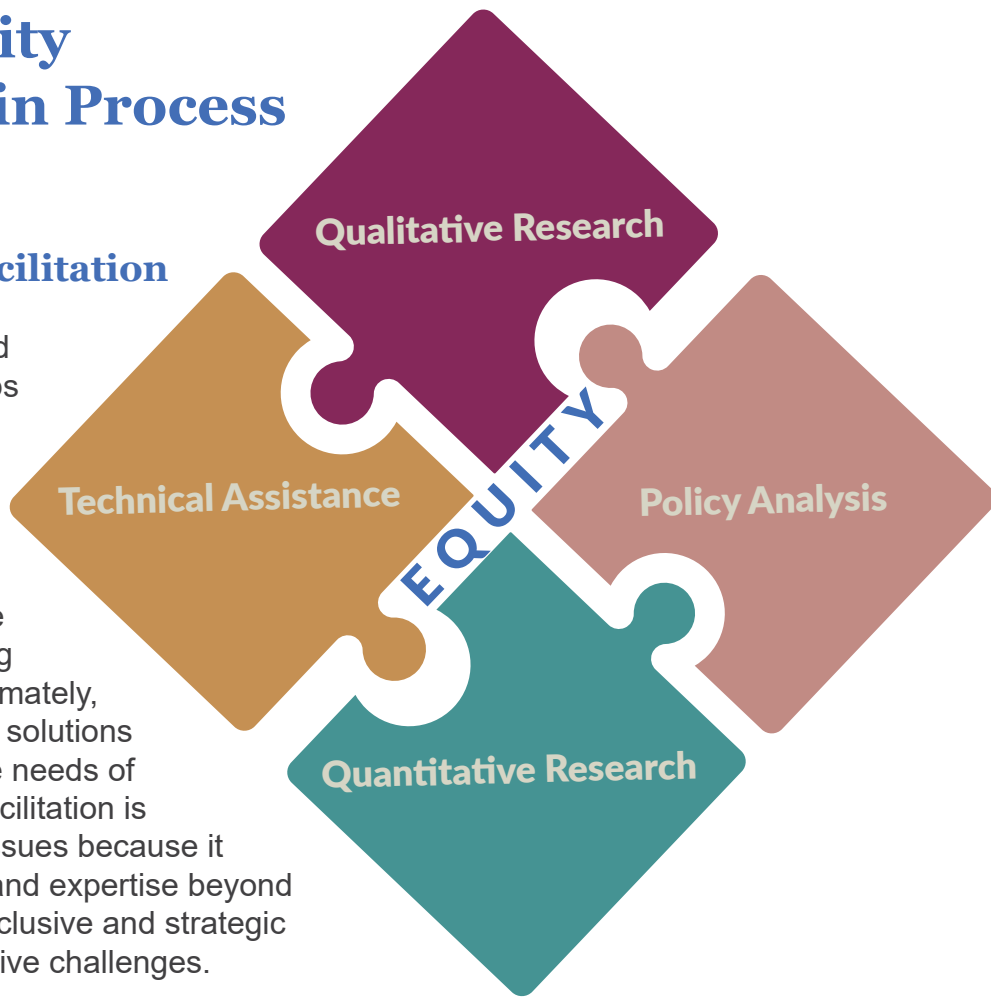 ity
in Process
cilitation
d
os
e
g
mately,
solutions
e needs of
cilitation is
sues because it
and expertise beyond
clusive and strategic
ive challenges.
Qualitative Research
Technical Assistance
EQUITY
Policy Analysis
Quantitative Research